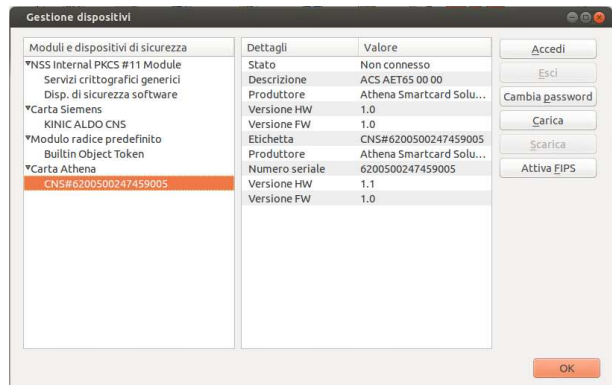 Gestione dispositivi
Moduli e dispositivi di sicurezza
NSS Internal PKCS #11 Module
Servizi crittografici generici
Disp. di sicurezza software
Carta Siemens
KINIC ALDO CNS
Modulo radice predefinito
Builtin Object Token
Carta Athena
CNS#6200500247459005
Dettagli Valore
Stato Non connesso
Descrizione ACS AET65 00 00
Produttore Athena Smartcard Solu...
Versione HW 1.0
Versione FW 1.0
Etichetta CNS#6200500247459005
Produttore Athena Smartcard Solu...
Numero seriale 6200500247459005
Versione HW 1.1
Versione FW 1.0
Accedi
Esci
Cambia password
Carica
Scarica
Attiva FIPS
OK